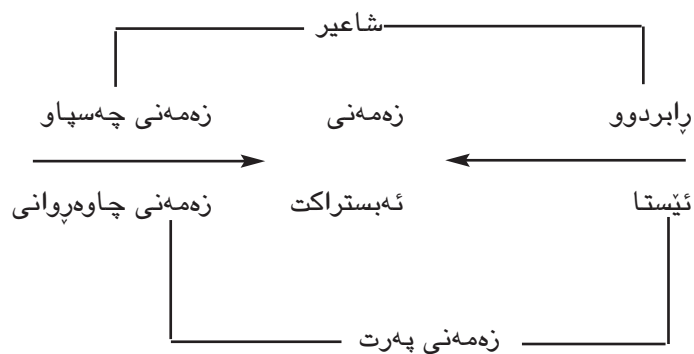 شاعیر
ڕابردوو زەمەنی زەمەنی چەسپاو
ئێستا ئەبستراکت زەمەنی چاوەڕوانی
زەمەنی پەرت